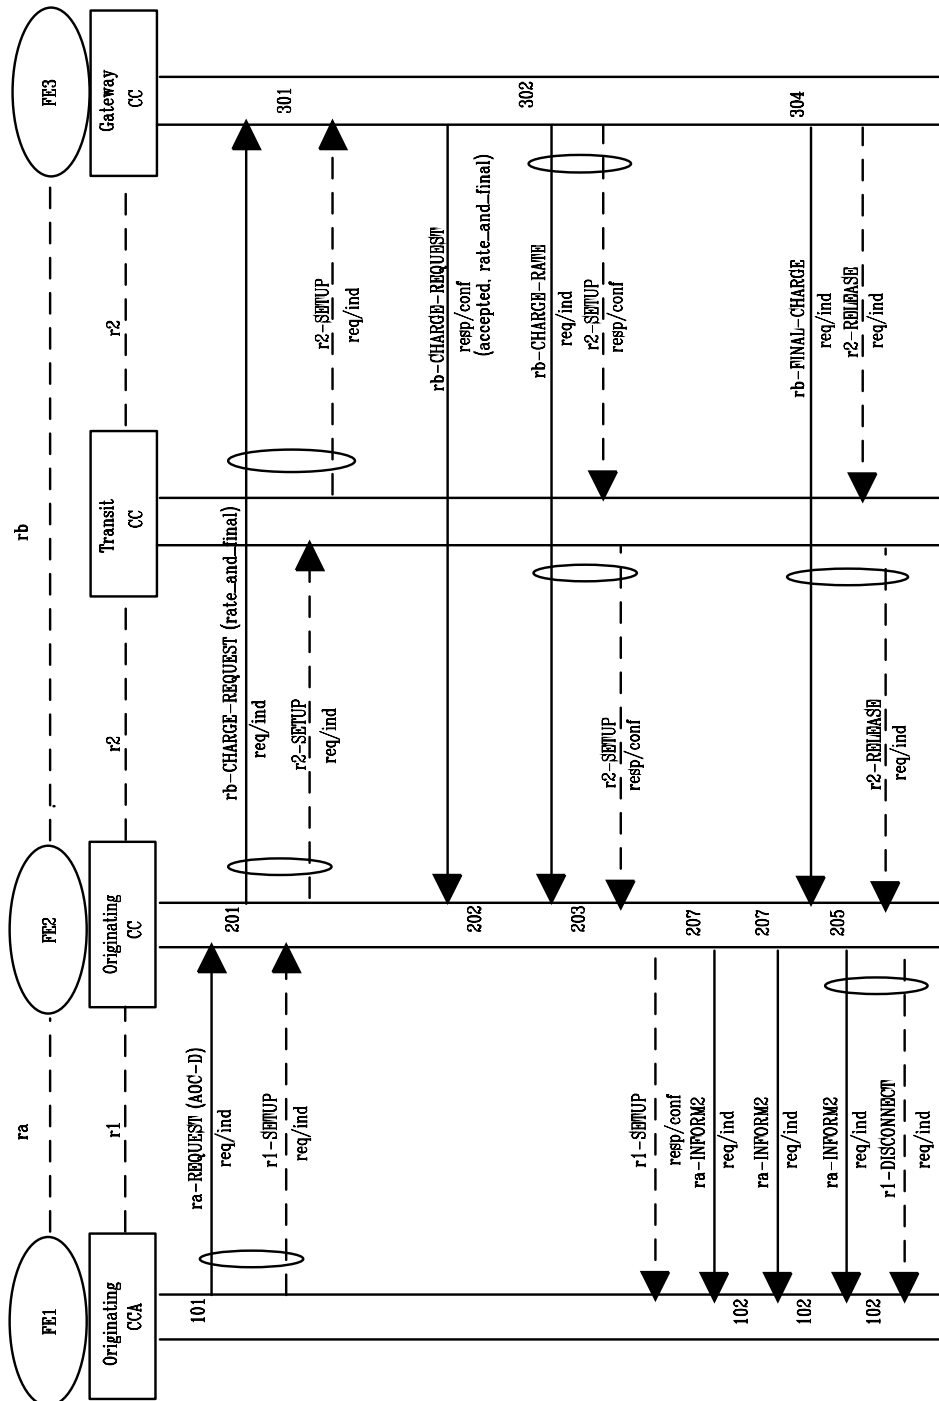 FE1
ra
FE2
rb
FE3
Originating
CCA
r1
Originating
CC
r2
Transit
CC
r2
Gateway
CC
101
ra-REQUEST (AOC-D)
req/ind
r1-SETUP
req/ind
201
rb-CHARGE-REQUEST (rate_and_final)
req/ind
r2-SETUP
req/ind
r2-SETUP
req/ind
301
rb-CHARGE-REQUEST
resp/conf
(accepted, rate_and_final)
202
rb-CHARGE-RATE
req/ind
302
203
r2-SETUP
resp/conf
r2-SETUP
resp/conf
r1-SETUP
resp/conf
207
ra-INFORM2
req/ind
102
207
ra-INFORM2
req/ind
102
304
rb-FINAL-CHARGE
req/ind
r2-RELEASE
req/ind
205
r2-RELEASE
req/ind
ra-INFORM2
req/ind
102
r1-DISCONNECT
req/ind